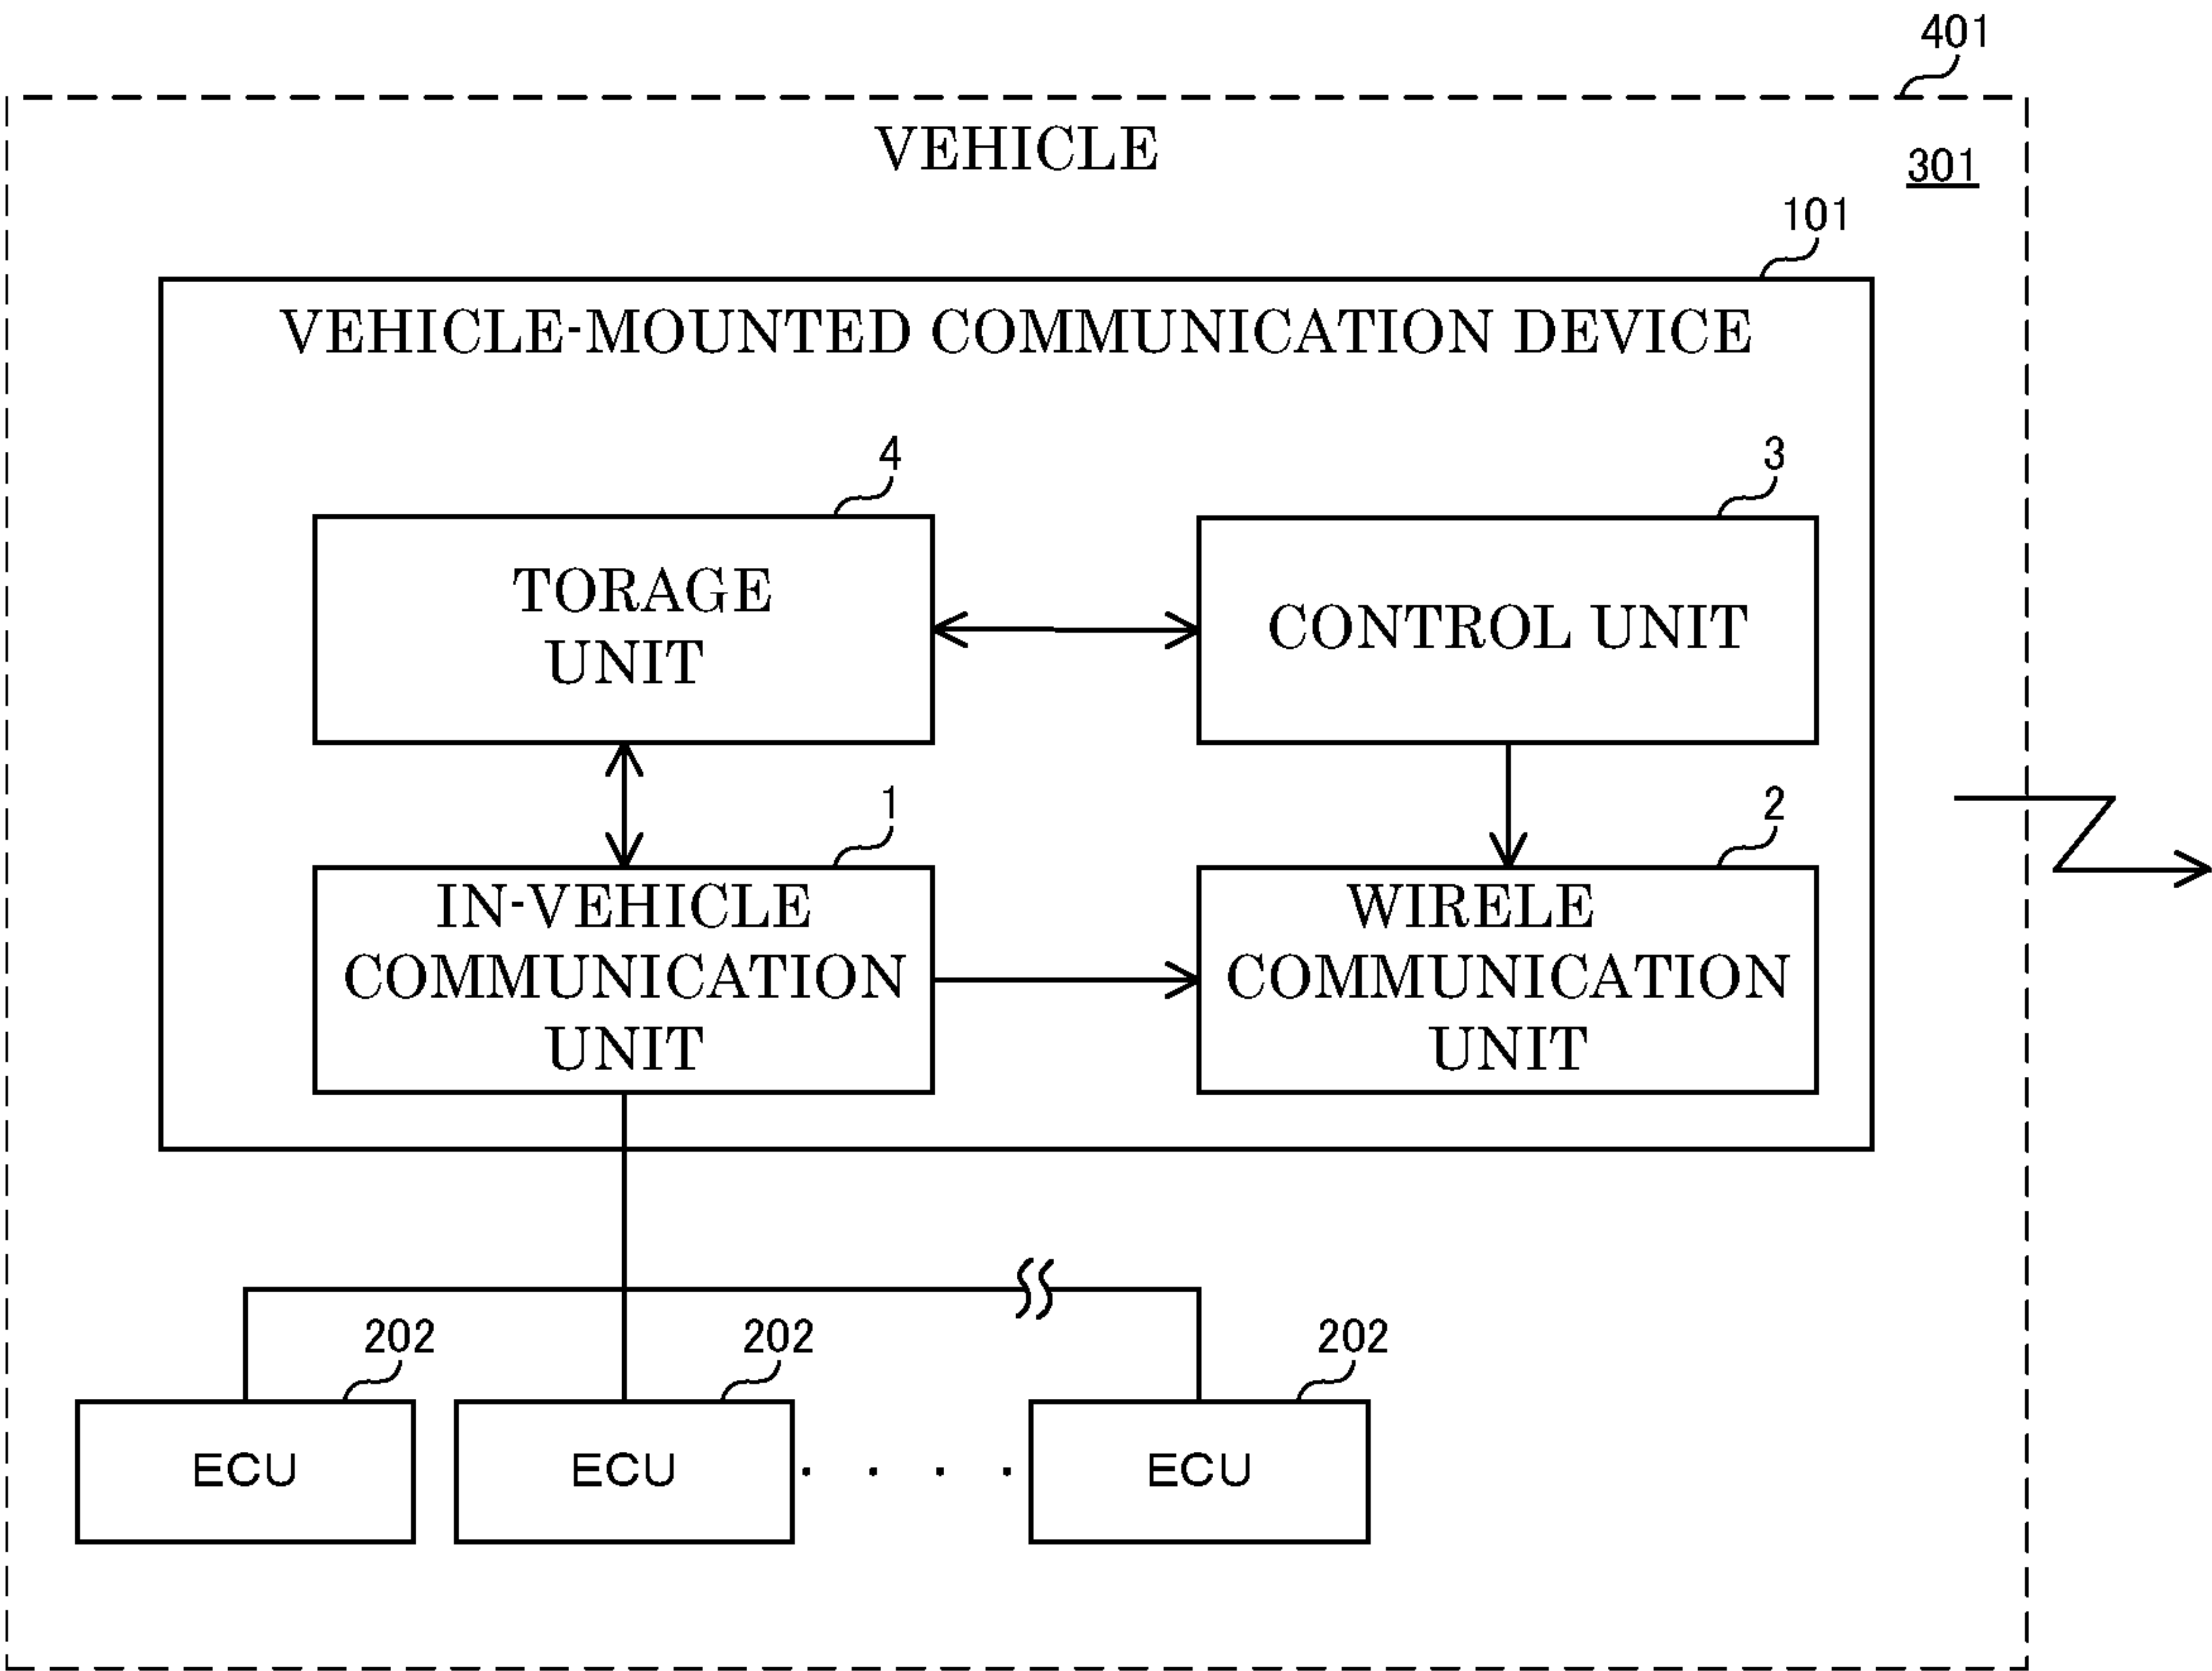 401
VEHICLE
301
101
VEHICLE-MOUNTED COMMUNICATION DEVICE
4
3
TORAGE
UNIT
CONTROL UNIT
1
2
IN-VEHICLE
COMMUNICATION
UNIT
WIRELE
COMMUNICATION
UNIT
202
202
202
ECU
ECU
. . . .
ECU